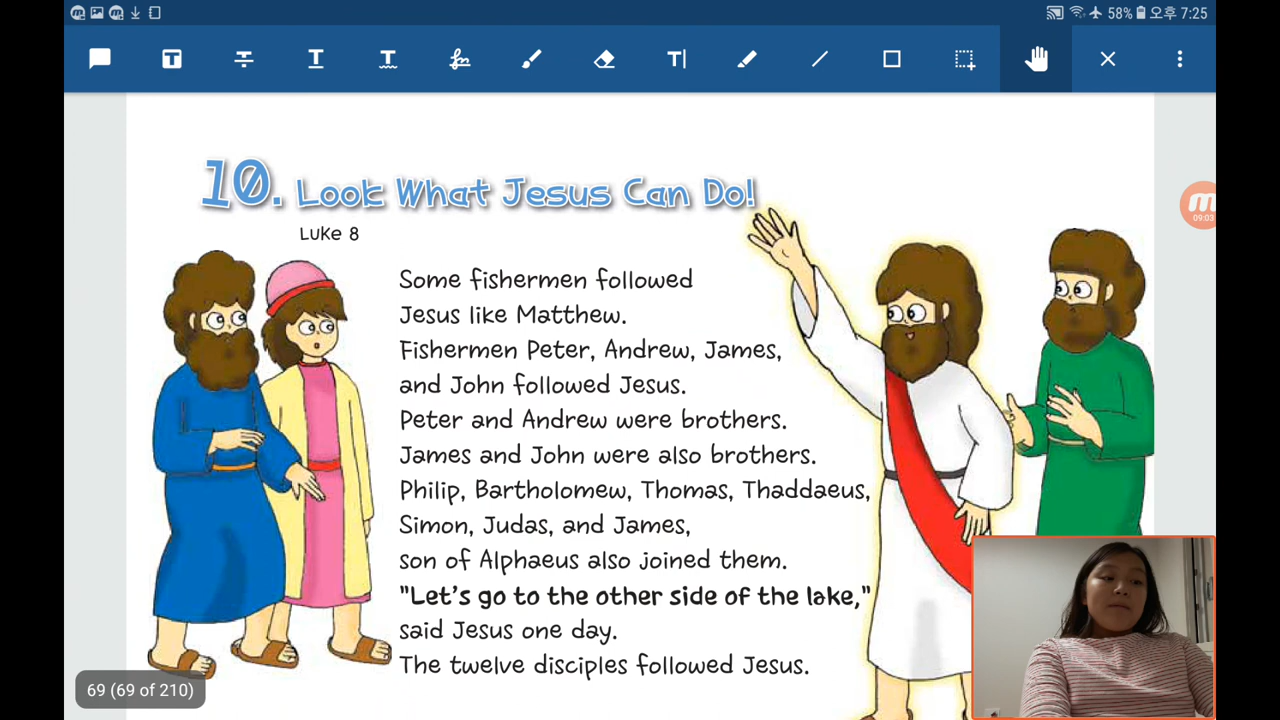 58% 오후 7:25
10. Look What Jesus Can Do!
Luke 8
09:03
Some fishermen followed
Jesus like Matthew.
Fishermen Peter, Andrew, James,
and John followed Jesus.
Peter and Andrew were brothers.
James and John were also brothers.
Philip, Bartholomew, Thomas, Thaddaeus,
Simon, Judas, and James,
son of Alphaeus also joined them.
"Let's go to the other side of the lake,"
said Jesus one day.
The twelve disciples followed Jesus.
69 (69 of 210)